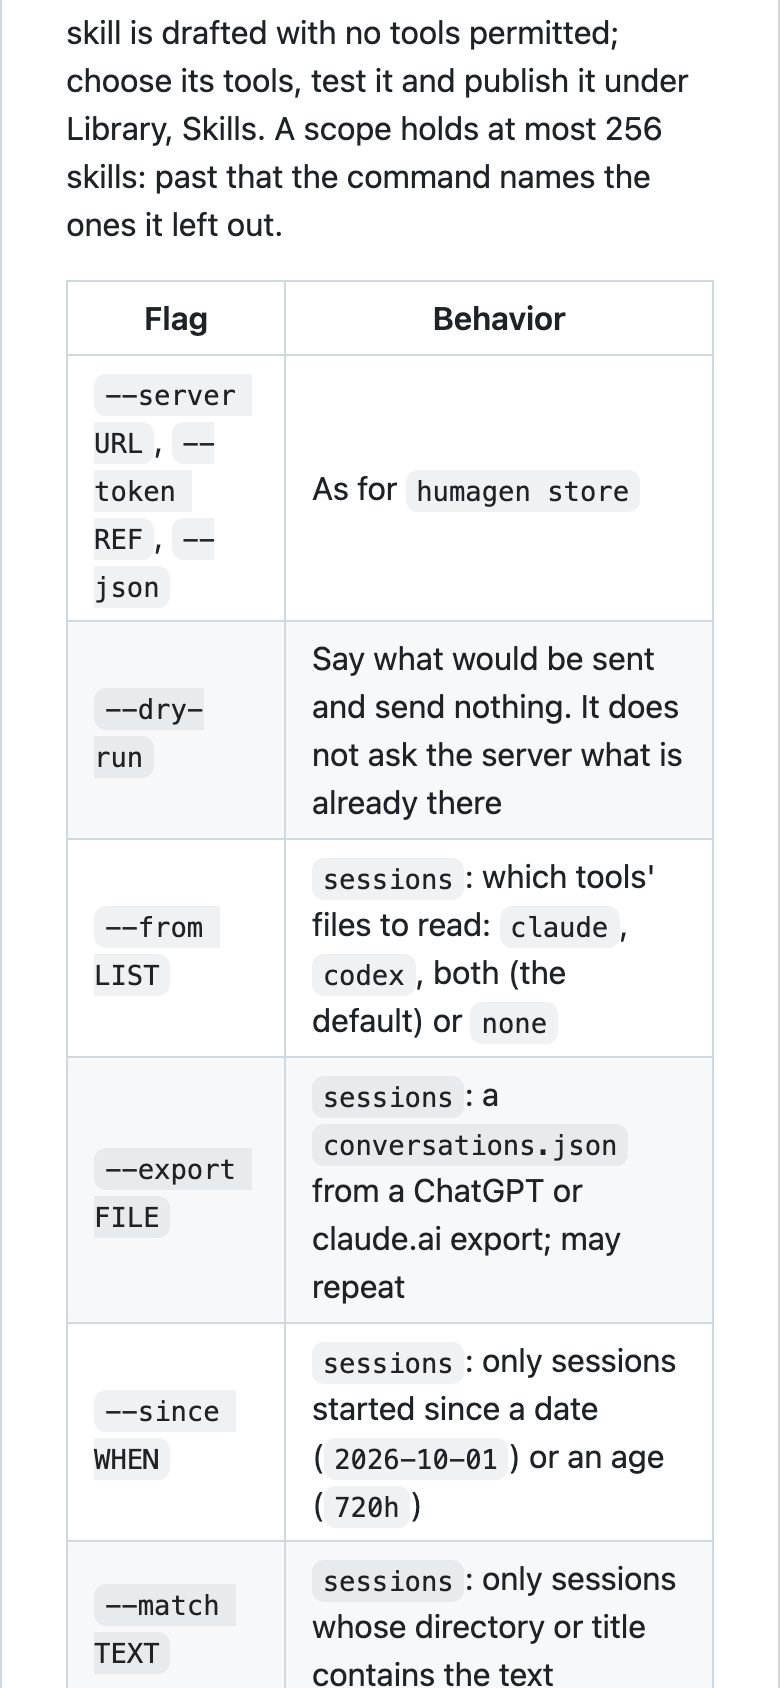 skill is drafted with no tools permitted;
choose its tools, test it and publish it under
Library, Skills. A scope holds at most 256
skills: past that the command names the
ones it left out.
Flag
Behavior
--server
URL, --
token
REF, --
json
As for humagen store
--dry-
run
Say what would be sent
and send nothing. It does
not ask the server what is
already there
--from
LIST
sessions: which tools'
files to read: claude,
codex, both (the
default) or none
--export
FILE
sessions: a
conversations.json
from a ChatGPT or
claude.ai export; may
repeat
--since
WHEN
sessions: only sessions
started since a date
(2026-10-01) or an age
(720h)
--match
TEXT
sessions: only sessions
whose directory or title
contains the text